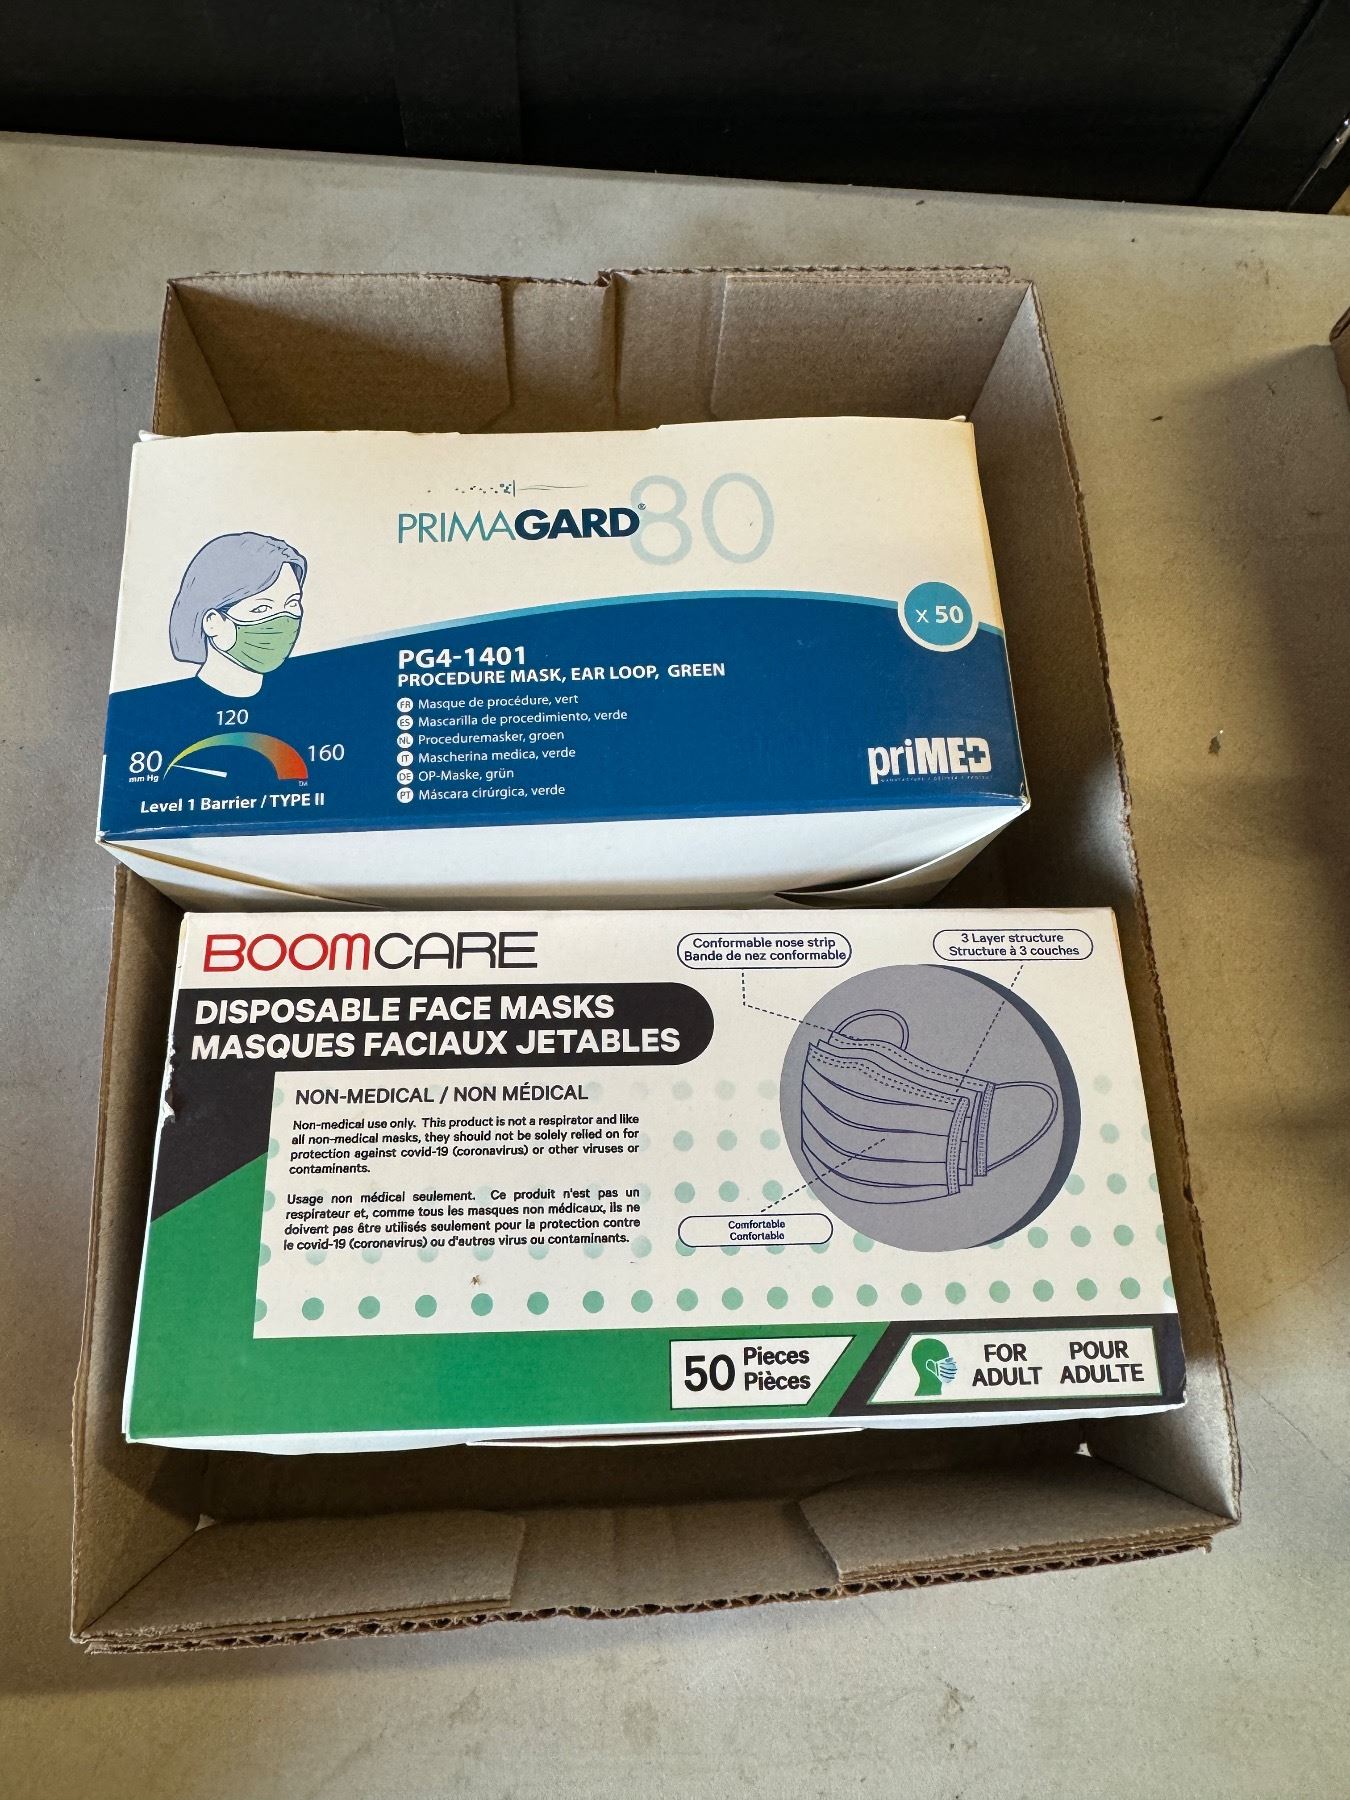 PRIMAGARD® 80
x 50
PG4-1401
PROCEDURE MASK, EAR LOOP, GREEN
FR Masque de procédure, vert
ES Mascarilla de procedimiento, verde
NL Proceduremasker, groen
IT Mascherina medica, verde
DE OP-Maske, grün
PT Máscara cirúrgica, verde
120
80 mm Hg
160
TM
Level 1 Barrier / TYPE II
priMED
BOOMCARE
DISPOSABLE FACE MASKS
MASQUES FACIAUX JETABLES
NON-MEDICAL / NON MÉDICAL
Non-medical use only. This product is not a respirator and like
all non-medical masks, they should not be solely relied on for
protection against covid-19 (coronavirus) or other viruses or
contaminants.
Usage non médical seulement. Ce produit n'est pas un
respirateur et, comme tous les masques non médicaux, ils ne
doivent pas être utilisés seulement pour la protection contre
le covid-19 (coronavirus) ou d'autres virus ou contaminants.
Conformable nose strip
Bande de nez conformable
3 Layer structure
Structure à 3 couches
Comfortable
Confortable
50 Pieces
Pièces
FOR ADULT
POUR ADULTE